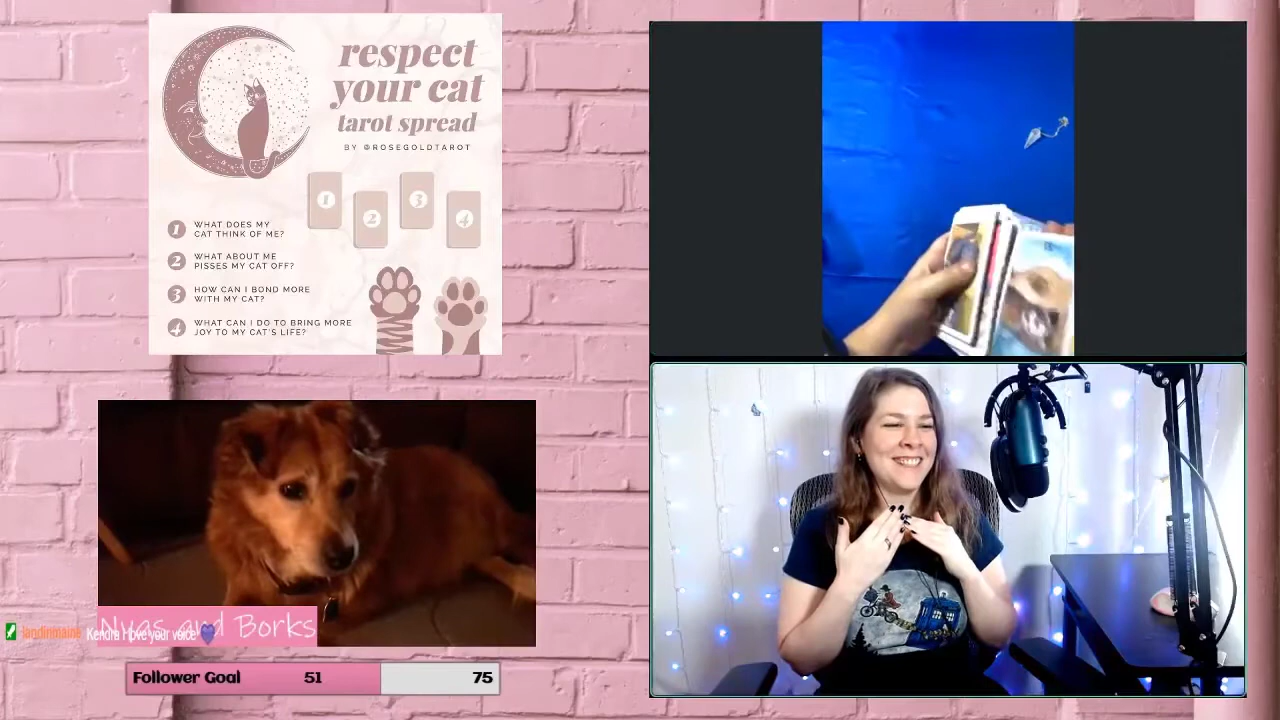 respect
your cat
tarot spread
BY @ROSEGOLDTAROT
1
2
3
4
1 WHAT DOES MY
CAT THINK OF ME?
2 WHAT ABOUT ME
PISSES MY CAT OFF?
3 HOW CAN I BOND MORE
WITH MY CAT?
4 WHAT CAN I DO TO BRING MORE
JOY TO MY CAT'S LIFE?
Nyas and Borks
landinmaine Kendra I love your voice
Follower Goal 51 75